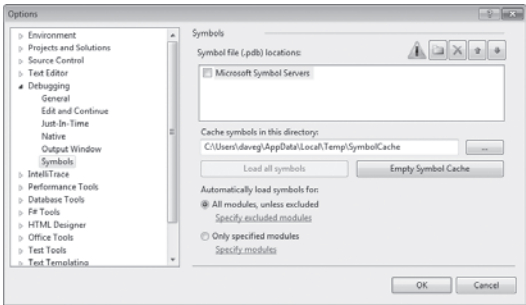 Options
Environment
Projects and Solutions
Source Control
Text Editor
Debugging
General
Edit and Continue
Just-In-Time
Native
Output Window
Symbols
IntelliTrace
Performance Tools
Database Tools
F# Tools
HTML Designer
Office Tools
Test Tools
Text Templating
Symbols
Symbol file (.pdb) locations:
Microsoft Symbol Servers
Cache symbols in this directory:
C:\Users\daveg\AppData\Local\Temp\SymbolCache
...
Load all symbols
Empty Symbol Cache
Automatically load symbols for:
All modules, unless excluded
Specify excluded modules
Only specified modules
Specify modules
OK
Cancel